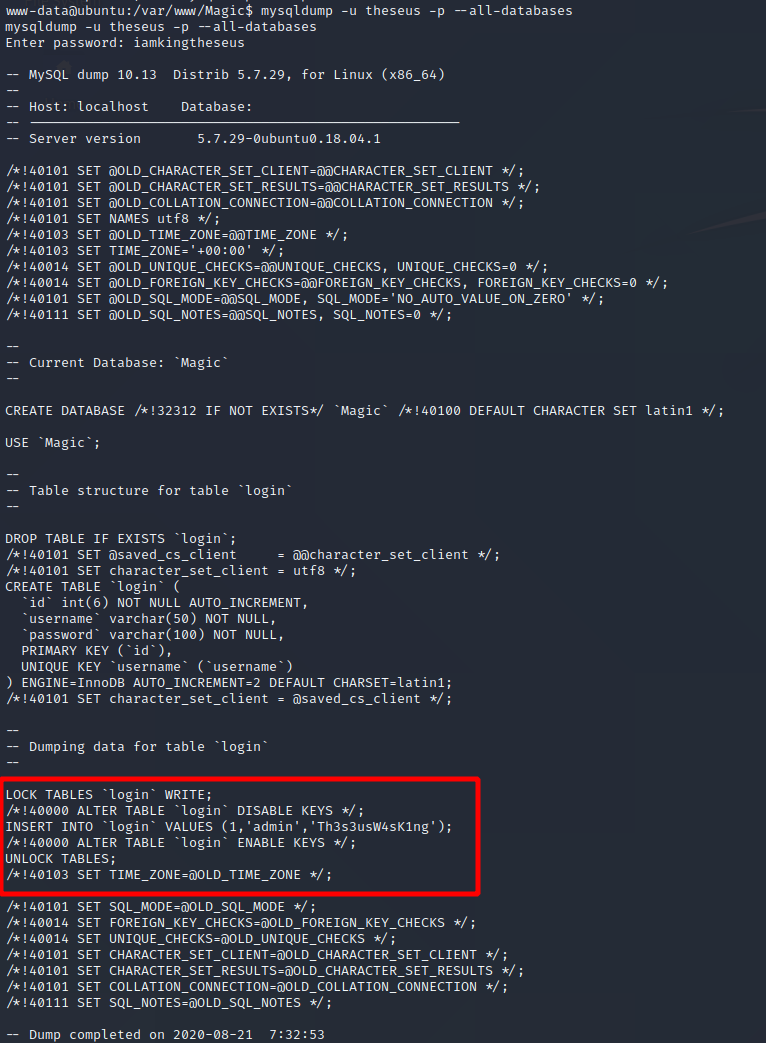 www-data@ubuntu:/var/www/Magic$ mysqldump -u theseus -p --all-databases
mysqldump -u theseus -p --all-databases
Enter password: iamkingtheseus

-- MySQL dump 10.13  Distrib 5.7.29, for Linux (x86_64)
--
-- Host: localhost    Database:
-- ------------------------------------------------------
-- Server version       5.7.29-0ubuntu0.18.04.1

/*!40101 SET @OLD_CHARACTER_SET_CLIENT=@@CHARACTER_SET_CLIENT */;
/*!40101 SET @OLD_CHARACTER_SET_RESULTS=@@CHARACTER_SET_RESULTS */;
/*!40101 SET @OLD_COLLATION_CONNECTION=@@COLLATION_CONNECTION */;
/*!40101 SET NAMES utf8 */;
/*!40103 SET @OLD_TIME_ZONE=@@TIME_ZONE */;
/*!40103 SET TIME_ZONE='+00:00' */;
/*!40014 SET @OLD_UNIQUE_CHECKS=@@UNIQUE_CHECKS, UNIQUE_CHECKS=0 */;
/*!40014 SET @OLD_FOREIGN_KEY_CHECKS=@@FOREIGN_KEY_CHECKS, FOREIGN_KEY_CHECKS=0 */;
/*!40101 SET @OLD_SQL_MODE=@@SQL_MODE, SQL_MODE='NO_AUTO_VALUE_ON_ZERO' */;
/*!40111 SET @OLD_SQL_NOTES=@@SQL_NOTES, SQL_NOTES=0 */;

--
-- Current Database: `Magic`
--

CREATE DATABASE /*!32312 IF NOT EXISTS*/ `Magic` /*!40100 DEFAULT CHARACTER SET latin1 */;

USE `Magic`;

--
-- Table structure for table `login`
--

DROP TABLE IF EXISTS `login`;
/*!40101 SET @saved_cs_client     = @@character_set_client */;
/*!40101 SET character_set_client = utf8 */;
CREATE TABLE `login` (
  `id` int(6) NOT NULL AUTO_INCREMENT,
  `username` varchar(50) NOT NULL,
  `password` varchar(100) NOT NULL,
  PRIMARY KEY (`id`),
  UNIQUE KEY `username` (`username`)
) ENGINE=InnoDB AUTO_INCREMENT=2 DEFAULT CHARSET=latin1;
/*!40101 SET character_set_client = @saved_cs_client */;

--
-- Dumping data for table `login`
--

LOCK TABLES `login` WRITE;
/*!40000 ALTER TABLE `login` DISABLE KEYS */;
INSERT INTO `login` VALUES (1,'admin','Th3s3usW4sK1ng');
/*!40000 ALTER TABLE `login` ENABLE KEYS */;
UNLOCK TABLES;
/*!40103 SET TIME_ZONE=@OLD_TIME_ZONE */;

/*!40101 SET SQL_MODE=@OLD_SQL_MODE */;
/*!40014 SET FOREIGN_KEY_CHECKS=@OLD_FOREIGN_KEY_CHECKS */;
/*!40014 SET UNIQUE_CHECKS=@OLD_UNIQUE_CHECKS */;
/*!40101 SET CHARACTER_SET_CLIENT=@OLD_CHARACTER_SET_CLIENT */;
/*!40101 SET CHARACTER_SET_RESULTS=@OLD_CHARACTER_SET_RESULTS */;
/*!40101 SET COLLATION_CONNECTION=@OLD_COLLATION_CONNECTION */;
/*!40111 SET SQL_NOTES=@OLD_SQL_NOTES */;

-- Dump completed on 2020-08-21  7:32:53